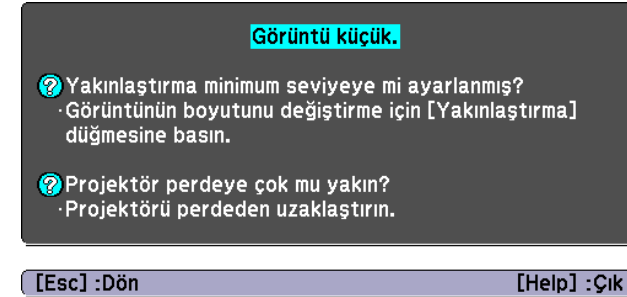 Görüntü küçük.
Yakınlaştırma minimum seviyeye mi ayarlanmış?
·Görüntünün boyutunu değiştirme için [Yakınlaştırma]
düğmesine basın.
Projektör perdeye çok mu yakın?
·Projektörü perdeden uzaklaştırın.
[Esc] :Dön [Help] :Çık